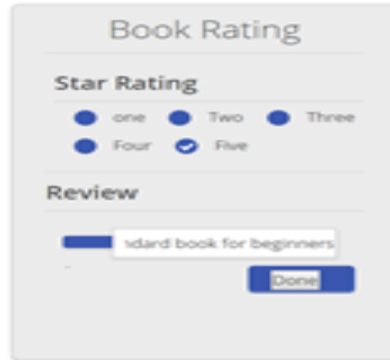 Book Rating
Star Rating
one Two Three
Four Five
Review
ndard book for beginners
Done